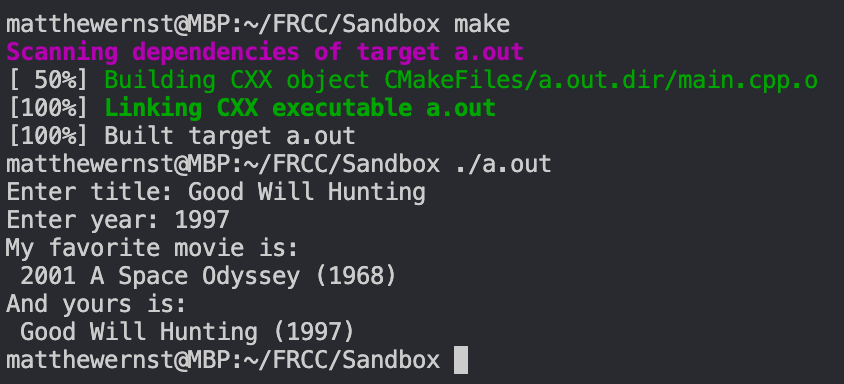 matthewernst@MBP:~/FRCC/Sandbox make
Scanning dependencies of target a.out
[ 50%] Building CXX object CMakeFiles/a.out.dir/main.cpp.o
[100%] Linking CXX executable a.out
[100%] Built target a.out
matthewernst@MBP:~/FRCC/Sandbox ./a.out
Enter title: Good Will Hunting
Enter year: 1997
My favorite movie is:
 2001 A Space Odyssey (1968)
And yours is:
 Good Will Hunting (1997)
matthewernst@MBP:~/FRCC/Sandbox